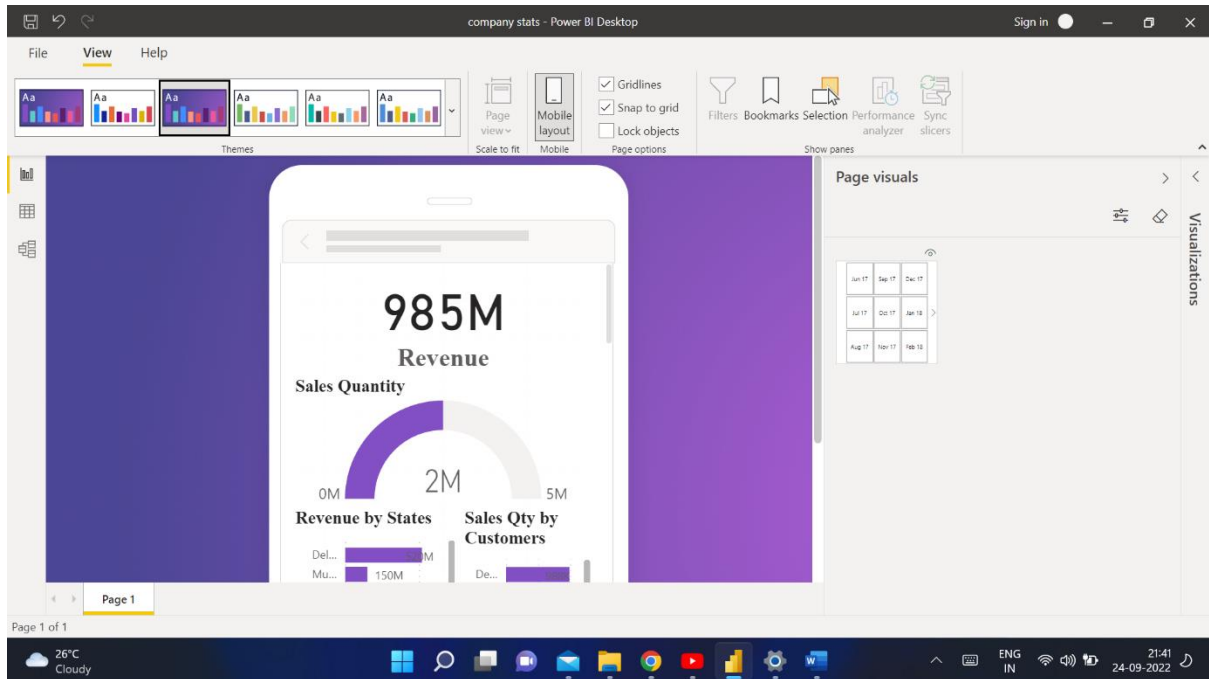 company stats - Power BI Desktop
Sign in
File View Help
Aa Aa Aa Aa Aa Aa
Themes
Page view
Scale to fit
Mobile layout
Mobile
Gridlines
Snap to grid
Lock objects
Page options
Filters
Bookmarks
Selection
Performance analyzer
Sync slicers
Show panes
Page visuals
Visualizations
Jun 17 Sep 17 Dec 17
Jul 17 Oct 17 Jan 18
Aug 17 Nov 17 Feb 18
985M
Revenue
Sales Quantity
2M
0M 5M
Revenue by States
Del... 520M
Mu... 150M
Sales Qty by
Customers
De...
Page 1
Page 1 of 1
26°C
Cloudy
ENG
IN
21:41
24-09-2022